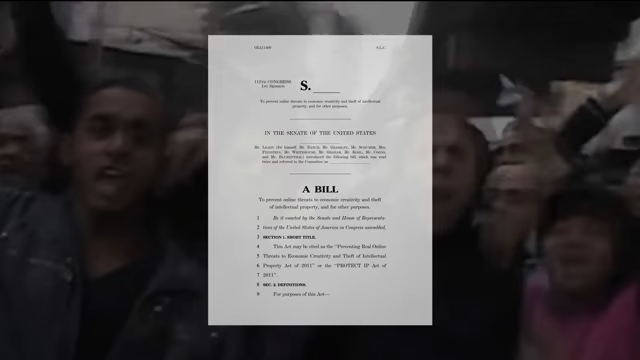 112TH CONGRESS
1ST SESSION
S. ______
To prevent online threats to economic creativity and theft of intellectual
property, and for other purposes.
IN THE SENATE OF THE UNITED STATES
Mr. LEAHY (for himself, Mr. HATCH, Mr. GRASSLEY, Mr. SCHUMER, Mrs.
FEINSTEIN, Mr. WHITEHOUSE, Mr. GRAHAM, Mr. KOHL, Mr. COONS,
and Mr. BLUMENTHAL) introduced the following bill; which was read
twice and referred to the Committee on
A BILL
To prevent online threats to economic creativity and theft
of intellectual property, and for other purposes.
1 Be it enacted by the Senate and House of Representa-
2 tives of the United States of America in Congress assembled,
3 SECTION 1. SHORT TITLE.
4 This Act may be cited as the "Preventing Real Online
5 Threats to Economic Creativity and Theft of Intellectual
6 Property Act of 2011" or the "PROTECT IP Act of
7 2011".
8 SEC. 2. DEFINITIONS.
9 For purposes of this Act—